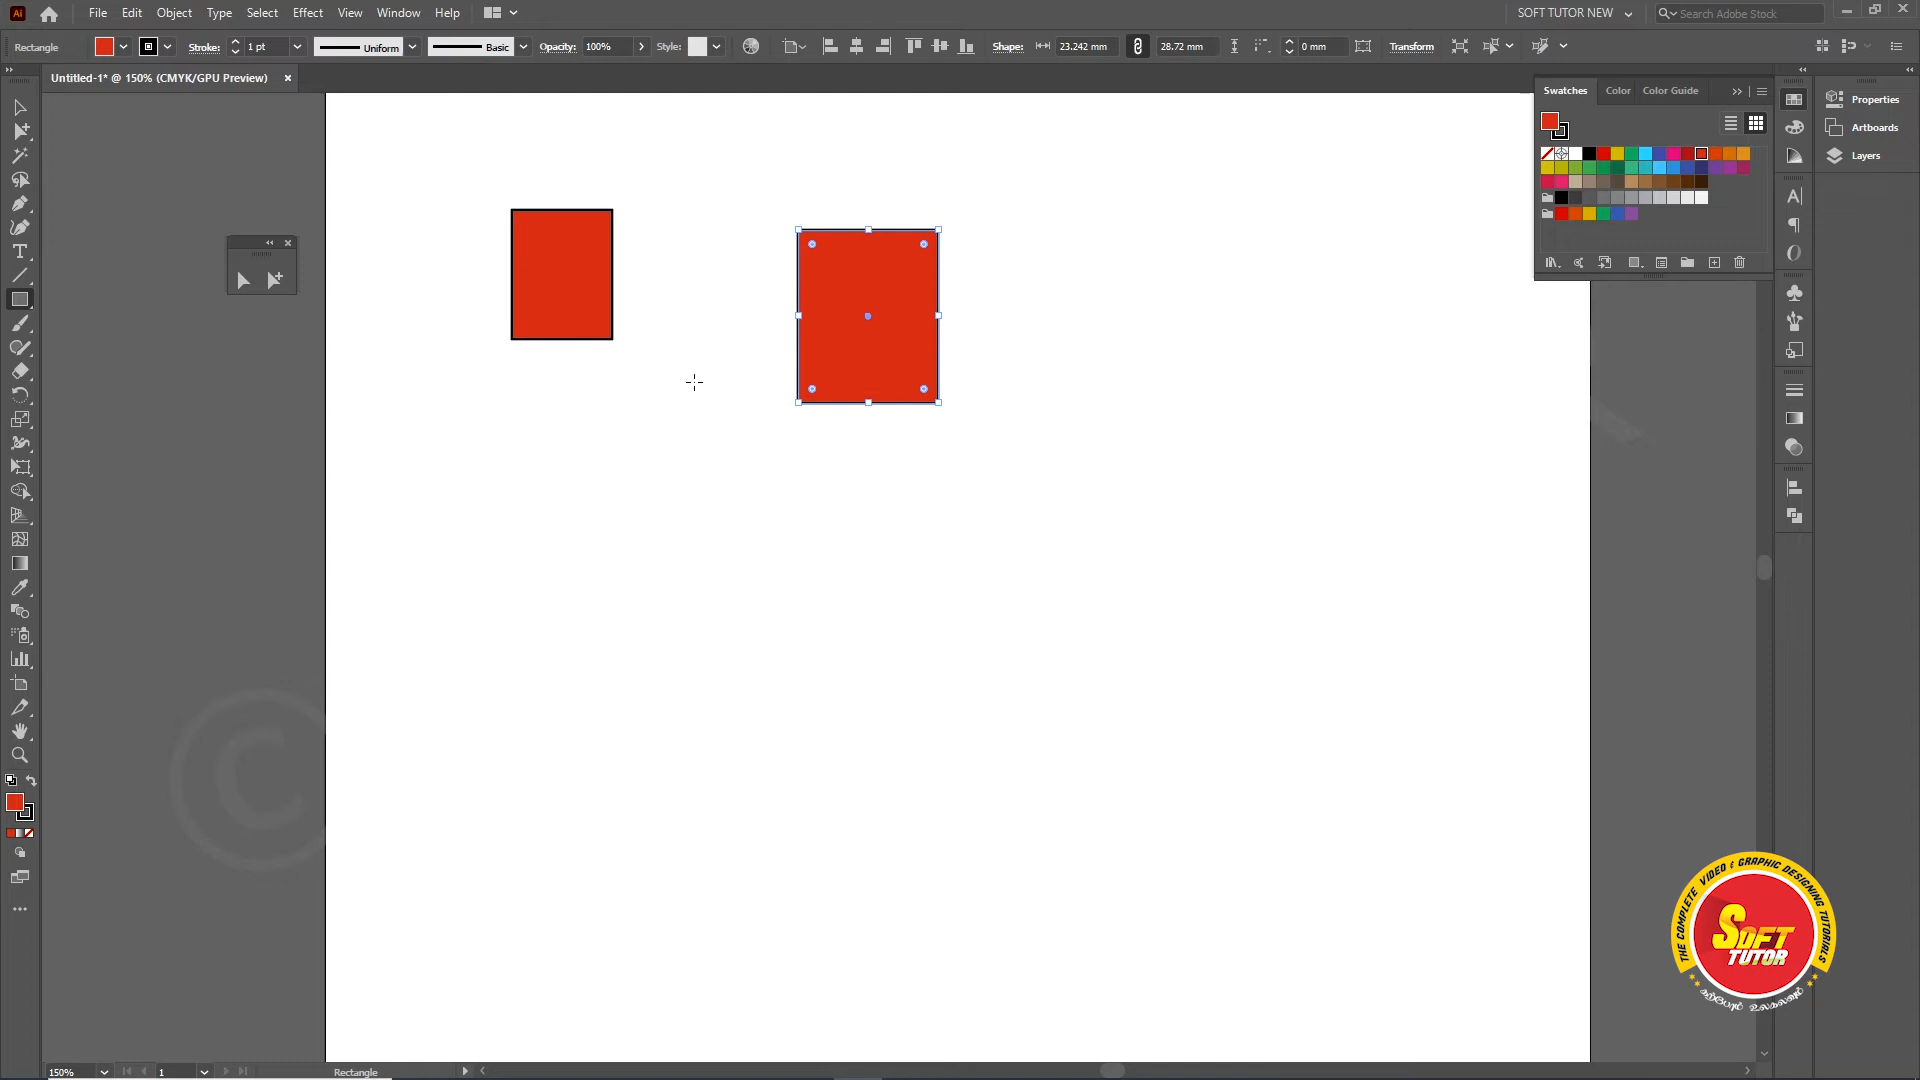 Ai File Edit Object Type Select Effect View Window Help SOFT TUTOR NEW Search Adobe Stock
Rectangle Stroke: 1 pt Uniform Basic Opacity: 100% Style: Shape: 23.242 mm 28.72 mm 0 mm Transform
Untitled-1* @ 150% (CMYK/GPU Preview)
Swatches Color Color Guide
Properties
Artboards
Layers
THE COMPLETE VIDEO & GRAPHIC DESIGNING TUTORIALS
SOFT
TUTOR
150% 1 Rectangle